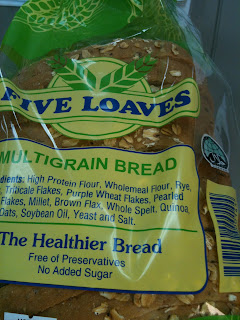 FIVE LOAVES
MULTIGRAIN BREAD
dients: High Protein Flour, Wholemeal Flour, Rye,
Triticale Flakes, Purple Wheat Flakes, Pearled
Flakes, Millet, Brown Flax, Whole Spelt, Quinoa,
Oats, Soybean Oil, Yeast and Salt.
The Healthier Bread
Free of Preservatives
No Added Sugar